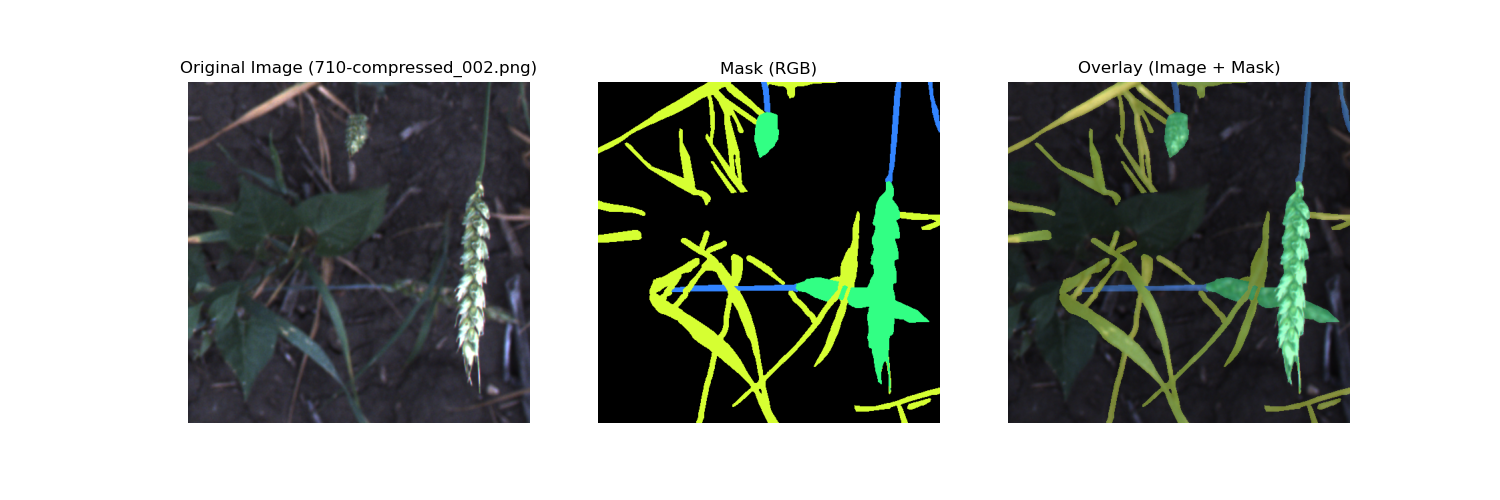 Original Image (710-compressed_002.png)
Mask (RGB)
Overlay (Image + Mask)